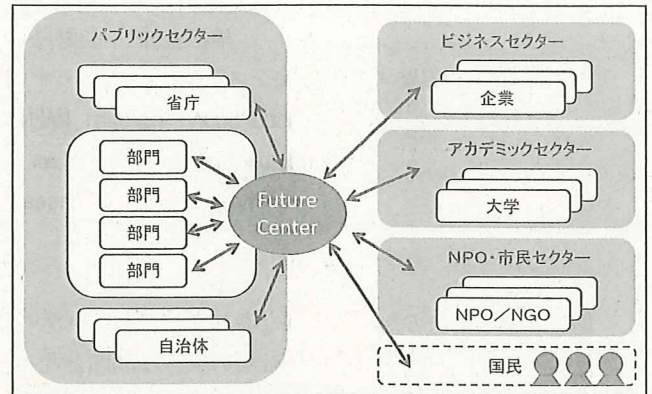 パブリックセクター
省庁
部門
部門
部門
部門
自治体
Future
Center
ビジネスセクター
企業
アカデミックセクター
大学
NPO・市民セクター
NPO／NGO
国民